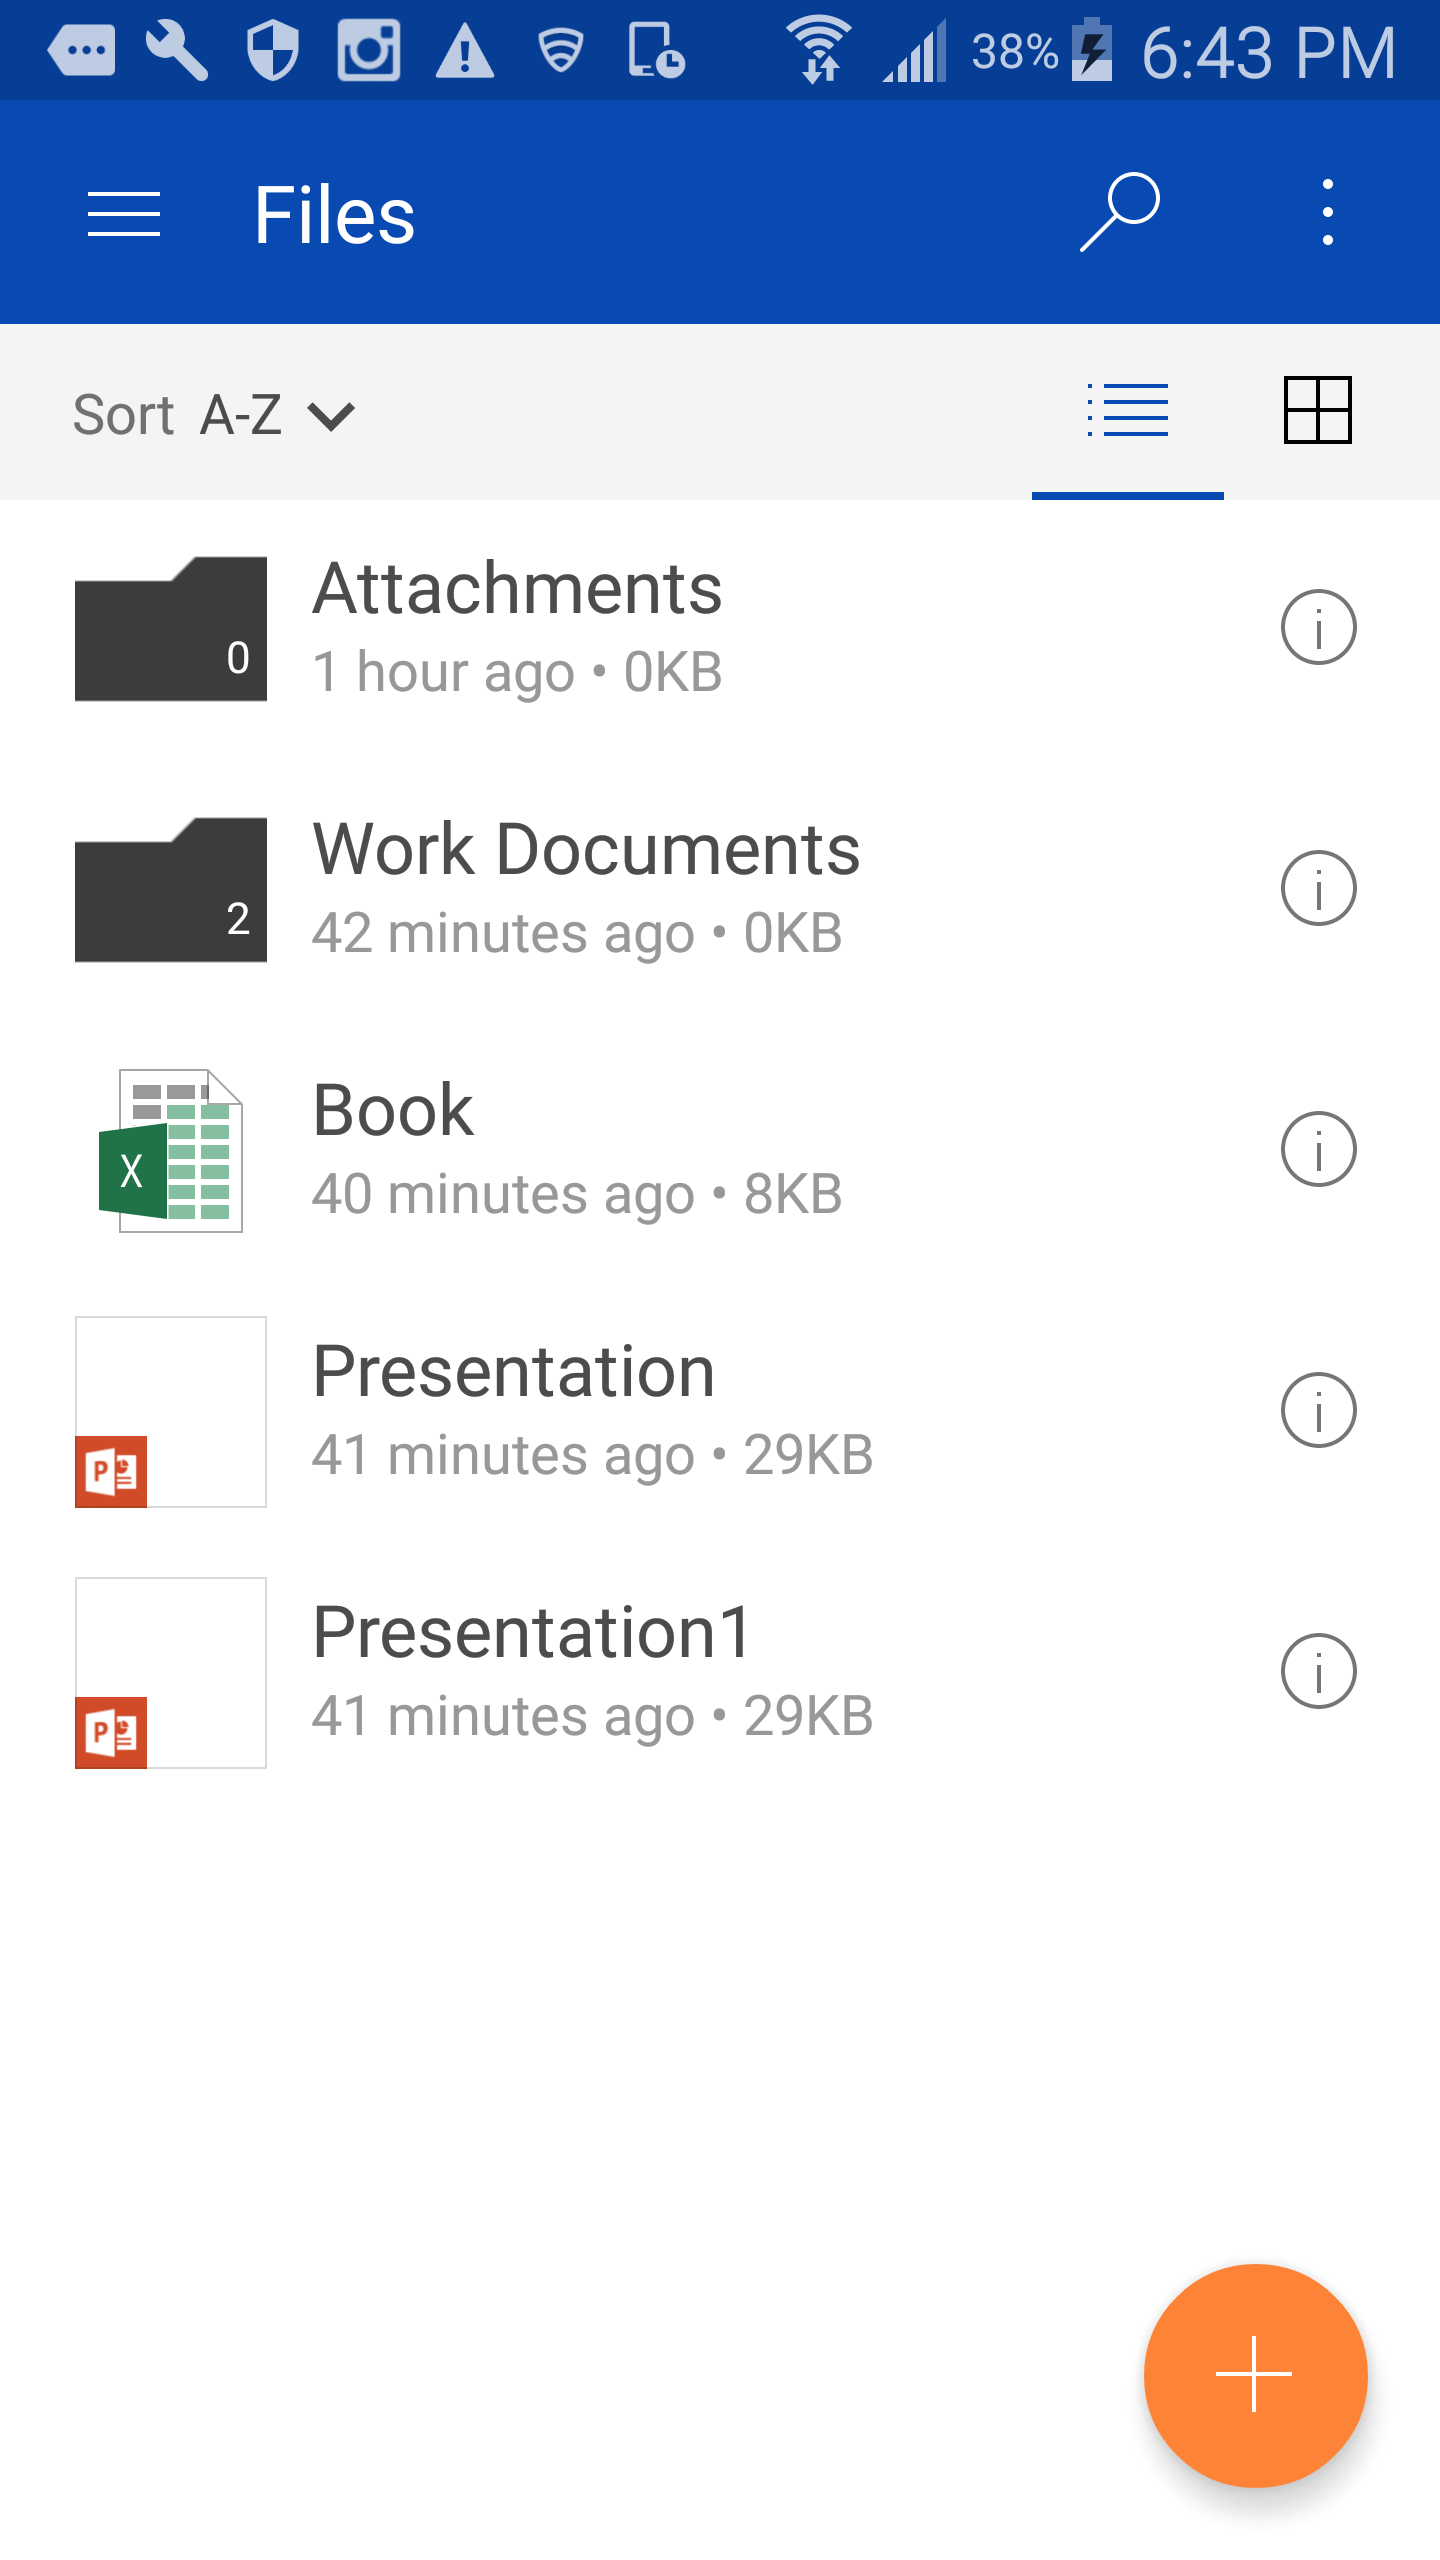 38% 6:43 PM
Files
Sort A-Z
Attachments
0
1 hour ago • 0KB
Work Documents
2
42 minutes ago • 0KB
Book
X
40 minutes ago • 8KB
Presentation
41 minutes ago • 29KB
P
Presentation1
41 minutes ago • 29KB
P